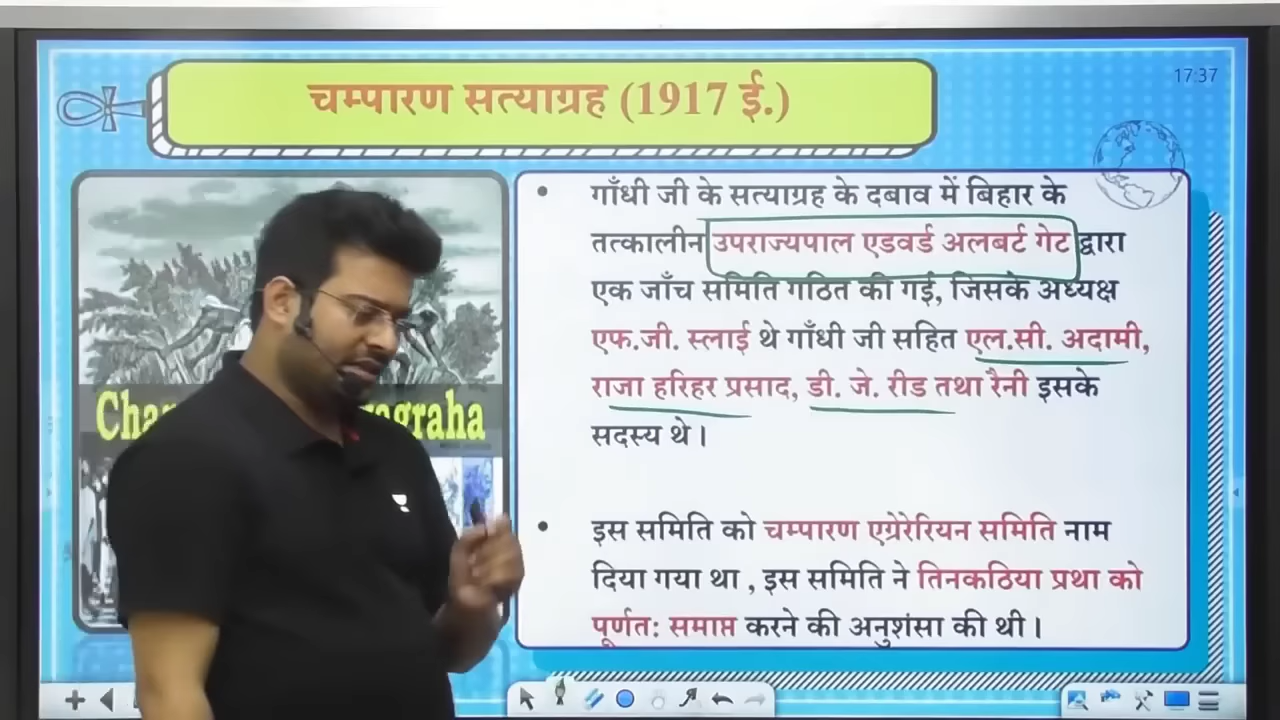 चम्पारण सत्याग्रह (1917 ई.)
17:37
गाँधी जी के सत्याग्रह के दबाव में बिहार के
तत्कालीन उपराज्यपाल एडवर्ड अलबर्ट गेट द्वारा
एक जाँच समिति गठित की गई, जिसके अध्यक्ष
एफ.जी. स्लाई थे गाँधी जी सहित एल.सी. अदामी,
राजा हरिहर प्रसाद, डी. जे. रीड तथा रैनी इसके
सदस्य थे।
इस समिति को चम्पारण एग्रेरेरियन समिति नाम
दिया गया था , इस समिति ने तिनकठिया प्रथा को
पूर्णत: समाप्त करने की अनुशंसा की थी।
Cha yagraha